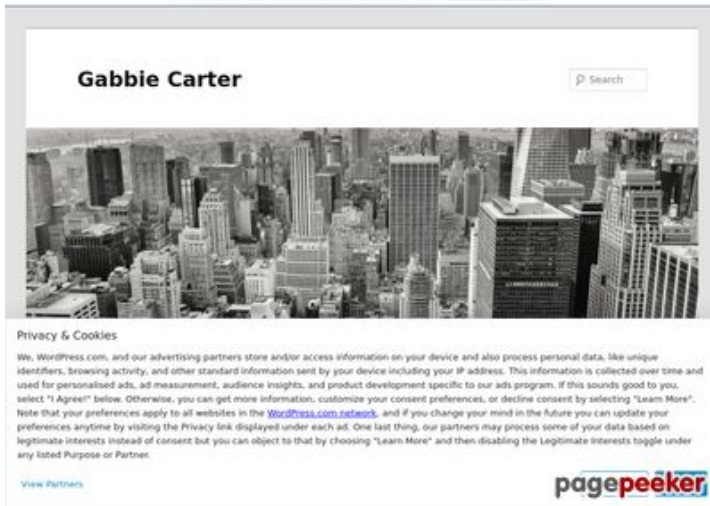 Gabbie Carter
Search
Privacy & Cookies
We, WordPress.com, and our advertising partners store and/or access information on your device and also process personal data, like unique
identifiers, browsing activity, and other standard information sent by your device including your IP address. This information is collected over time and
used for personalised ads, ad measurement, audience insights, and product development specific to our ads program. If this sounds good to you,
select "I Agree!" below. Otherwise, you can get more information, customize your consent preferences, or decline consent by selecting "Learn More".
Note that your preferences apply to all websites in the WordPress.com network, and if you change your mind in the future you can update your
preferences anytime by visiting the Privacy link displayed under each ad. One last thing, our partners may process some of your data based on
legitimate interests instead of consent but you can object to that by choosing "Learn More" and then disabling the Legitimate Interests toggle under
any listed Purpose or Partner.
View Partners
pagepeeker